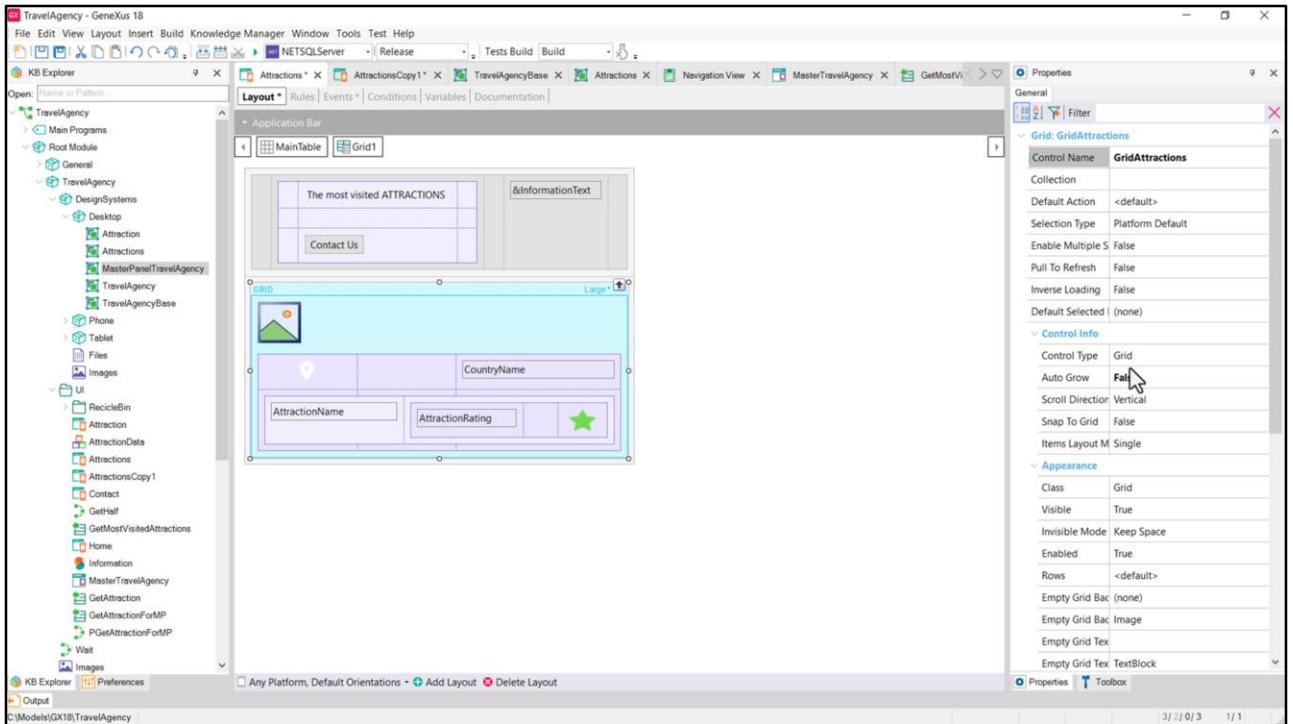 TravelAgency - GeneXus 18
File Edit View Layout Insert Build Knowledge Manager Window Tools Test Help
NETSQLServer Release Tests Build Build
KB Explorer
Open: Name or Pattern...
TravelAgency
Main Programs
Root Module
General
TravelAgency
DesignSystems
Desktop
Attraction
Attractions
MasterPanelTravelAgency
TravelAgency
TravelAgencyBase
Phone
Tablet
Files
Images
UI
RecicleBin
Attraction
AttractionData
Attractions
AttractionsCopy1
Contact
GetHalf
GetMostVisitedAttractions
Home
Information
MasterTravelAgency
GetAttraction
GetAttractionForMP
PGetAttractionForMP
Wait
Images
KB Explorer Preferences
Output
C:\Models\GX18\TravelAgency
Attractions * X AttractionsCopy1 * X TravelAgencyBase X Attractions X Navigation View X MasterTravelAgency X GetMostVi
Layout * | Rules | Events * | Conditions | Variables | Documentation |
Application Bar
MainTable Grid1
The most visited ATTRACTIONS
&InformationText
Contact Us
GRID Large *
CountryName
AttractionName
AttractionRating
Any Platform, Default Orientations Add Layout Delete Layout
Properties
General
Filter
Grid: GridAttractions
Control Name GridAttractions
Collection
Default Action <default>
Selection Type Platform Default
Enable Multiple S False
Pull To Refresh False
Inverse Loading False
Default Selected (none)
Control Info
Control Type Grid
Auto Grow
Scroll Direction Vertical
Snap To Grid False
Items Layout M Single
Appearance
Class Grid
Visible True
Invisible Mode Keep Space
Enabled True
Rows <default>
Empty Grid Bac (none)
Empty Grid Bac Image
Empty Grid Tex
Empty Grid Tex TextBlock
Properties Toolbox
3/2/0/3 1/1